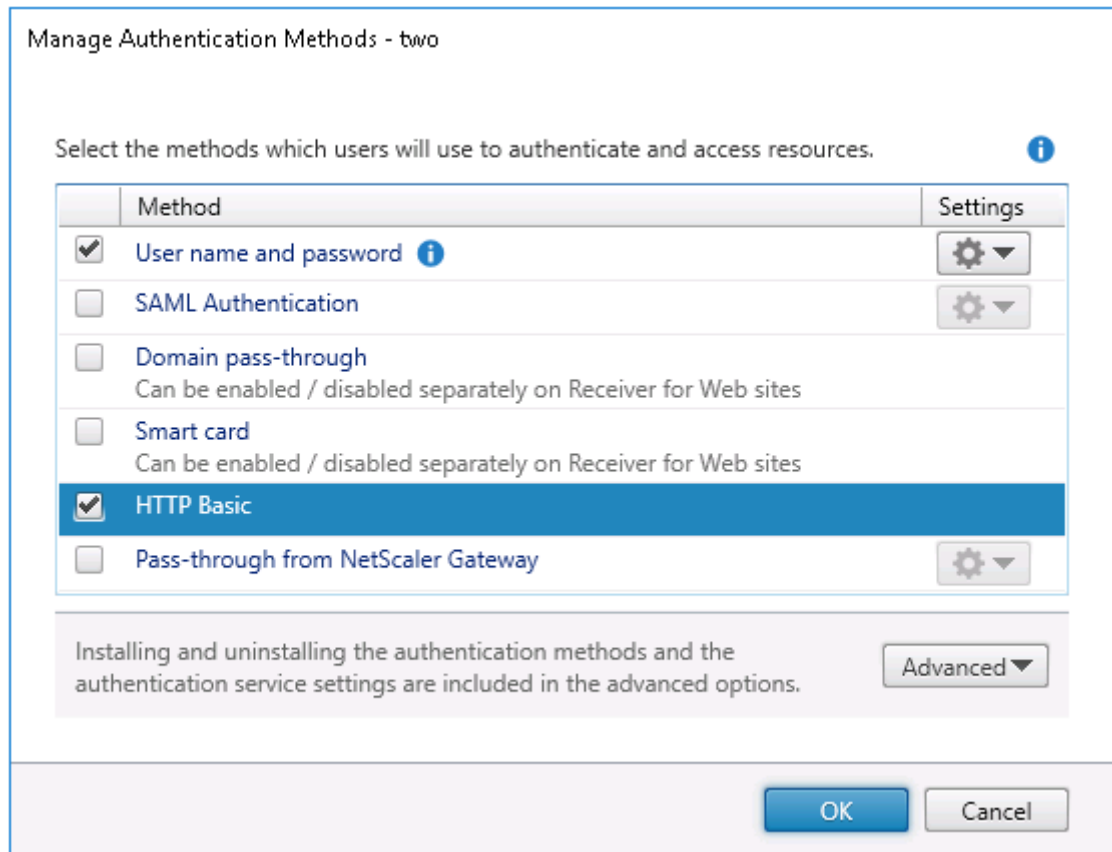 Manage Authentication Methods - two
Select the methods which users will use to authenticate and access resources.
Method Settings
User name and password
SAML Authentication
Domain pass-through
Can be enabled / disabled separately on Receiver for Web sites
Smart card
Can be enabled / disabled separately on Receiver for Web sites
HTTP Basic
Pass-through from NetScaler Gateway
Installing and uninstalling the authentication methods and the
authentication service settings are included in the advanced options.
Advanced
OK Cancel